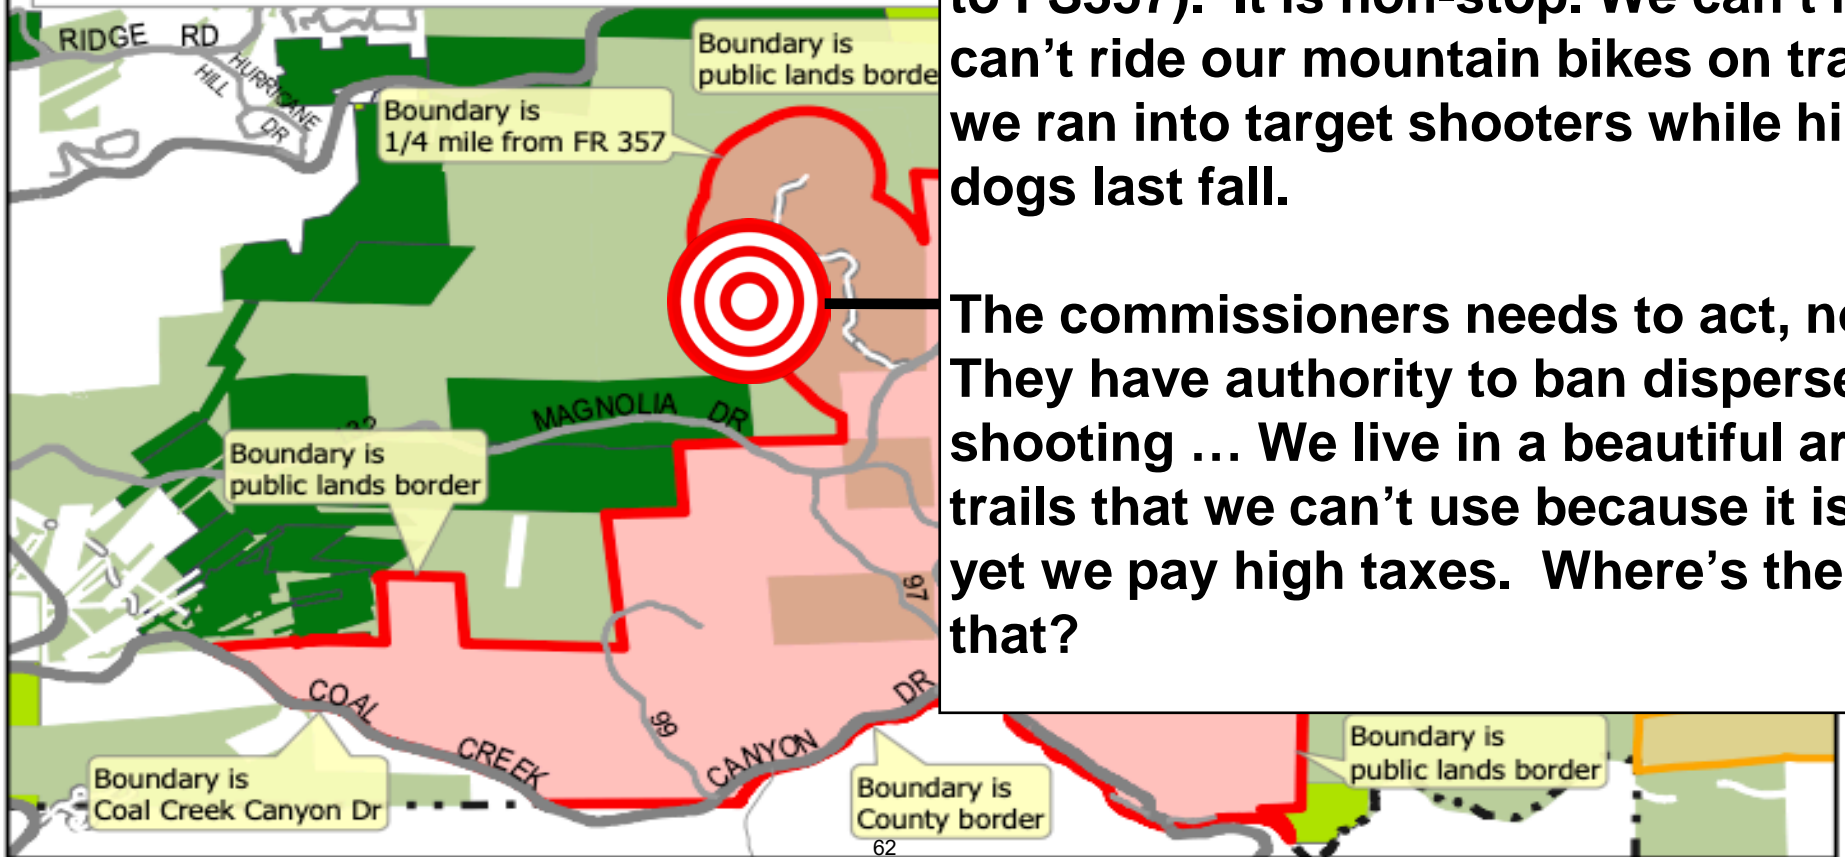 RIDGE RD
HURRICANE
HILL
DR
Boundary is
public lands borde
Boundary is
1/4 mile from FR 357
can’t ride our mountain bikes on tra
we ran into target shooters while hi
dogs last fall.
The commissioners needs to act, no
They have authority to ban disperse
shooting … We live in a beautiful ar
trails that we can’t use because it is
yet we pay high taxes.  Where’s the
that?
MAGNOLIA DR
132
Boundary is
public lands border
97
99
COAL
CREEK
CANYON
DR
Boundary is
Coal Creek Canyon Dr
Boundary is
County border
Boundary is
public lands border
62